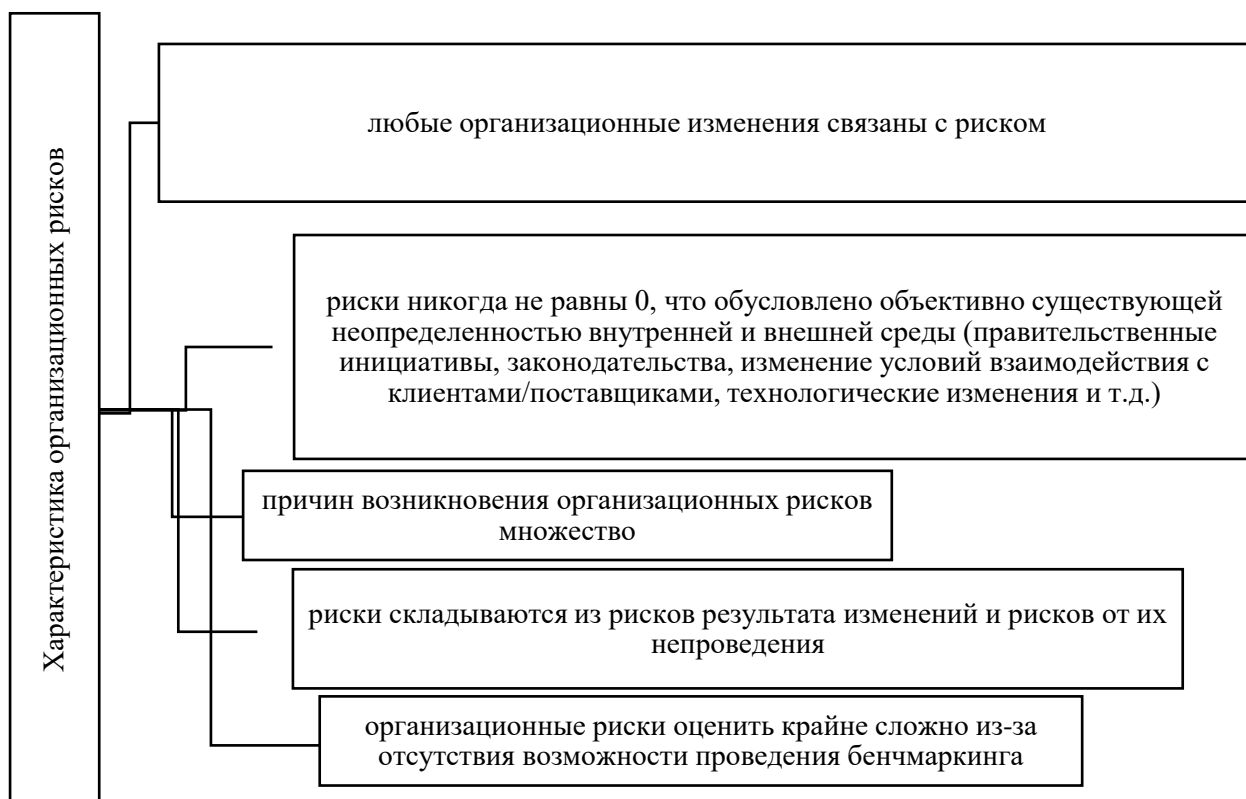 Характеристика организационных рисков
любые организационные изменения связаны с риском
риски никогда не равны 0, что обусловлено объективно существующей
неопределенностью внутренней и внешней среды (правительственные
инициативы, законодательства, изменение условий взаимодействия с
клиентами/поставщиками, технологические изменения и т.д.)
причин возникновения организационных рисков
множество
риски складываются из рисков результата изменений и рисков от их
непроведения
организационные риски оценить крайне сложно из-за
отсутствия возможности проведения бенчмаркинга